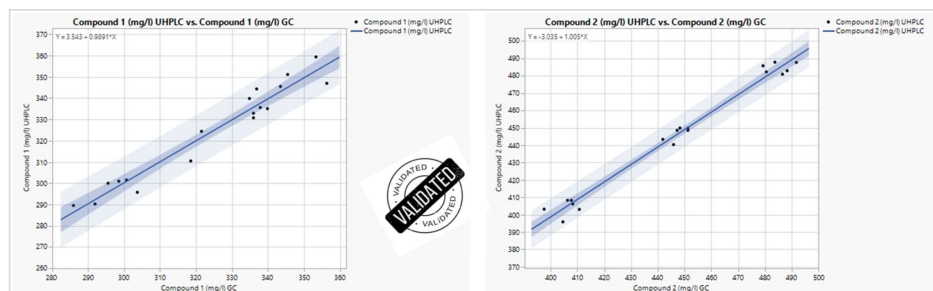 Compound 1 (mg/l) UHPLC vs. Compound 1 (mg/l) GC
Y = 3.543 + 0.9891*X
Compound 1 (mg/l) UHPLC
Compound 1 (mg/l) UHPLC
Compound 1 (mg/l) UHPLC
370
360
350
340
330
320
310
300
290
280
270
260
280 290 300 310 320 330 340 350 360
Compound 1 (mg/l) GC
VALIDATED
VALIDATED
VALIDATED
Compound 2 (mg/l) UHPLC vs. Compound 2 (mg/l) GC
Y = -3.035 + 1.005*X
Compound 2 (mg/l) UHPLC
Compound 2 (mg/l) UHPLC
Compound 2 (mg/l) UHPLC
500
490
480
470
460
450
440
430
420
410
400
390
380
370
400 410 420 430 440 450 460 470 480 490 500
Compound 2 (mg/l) GC